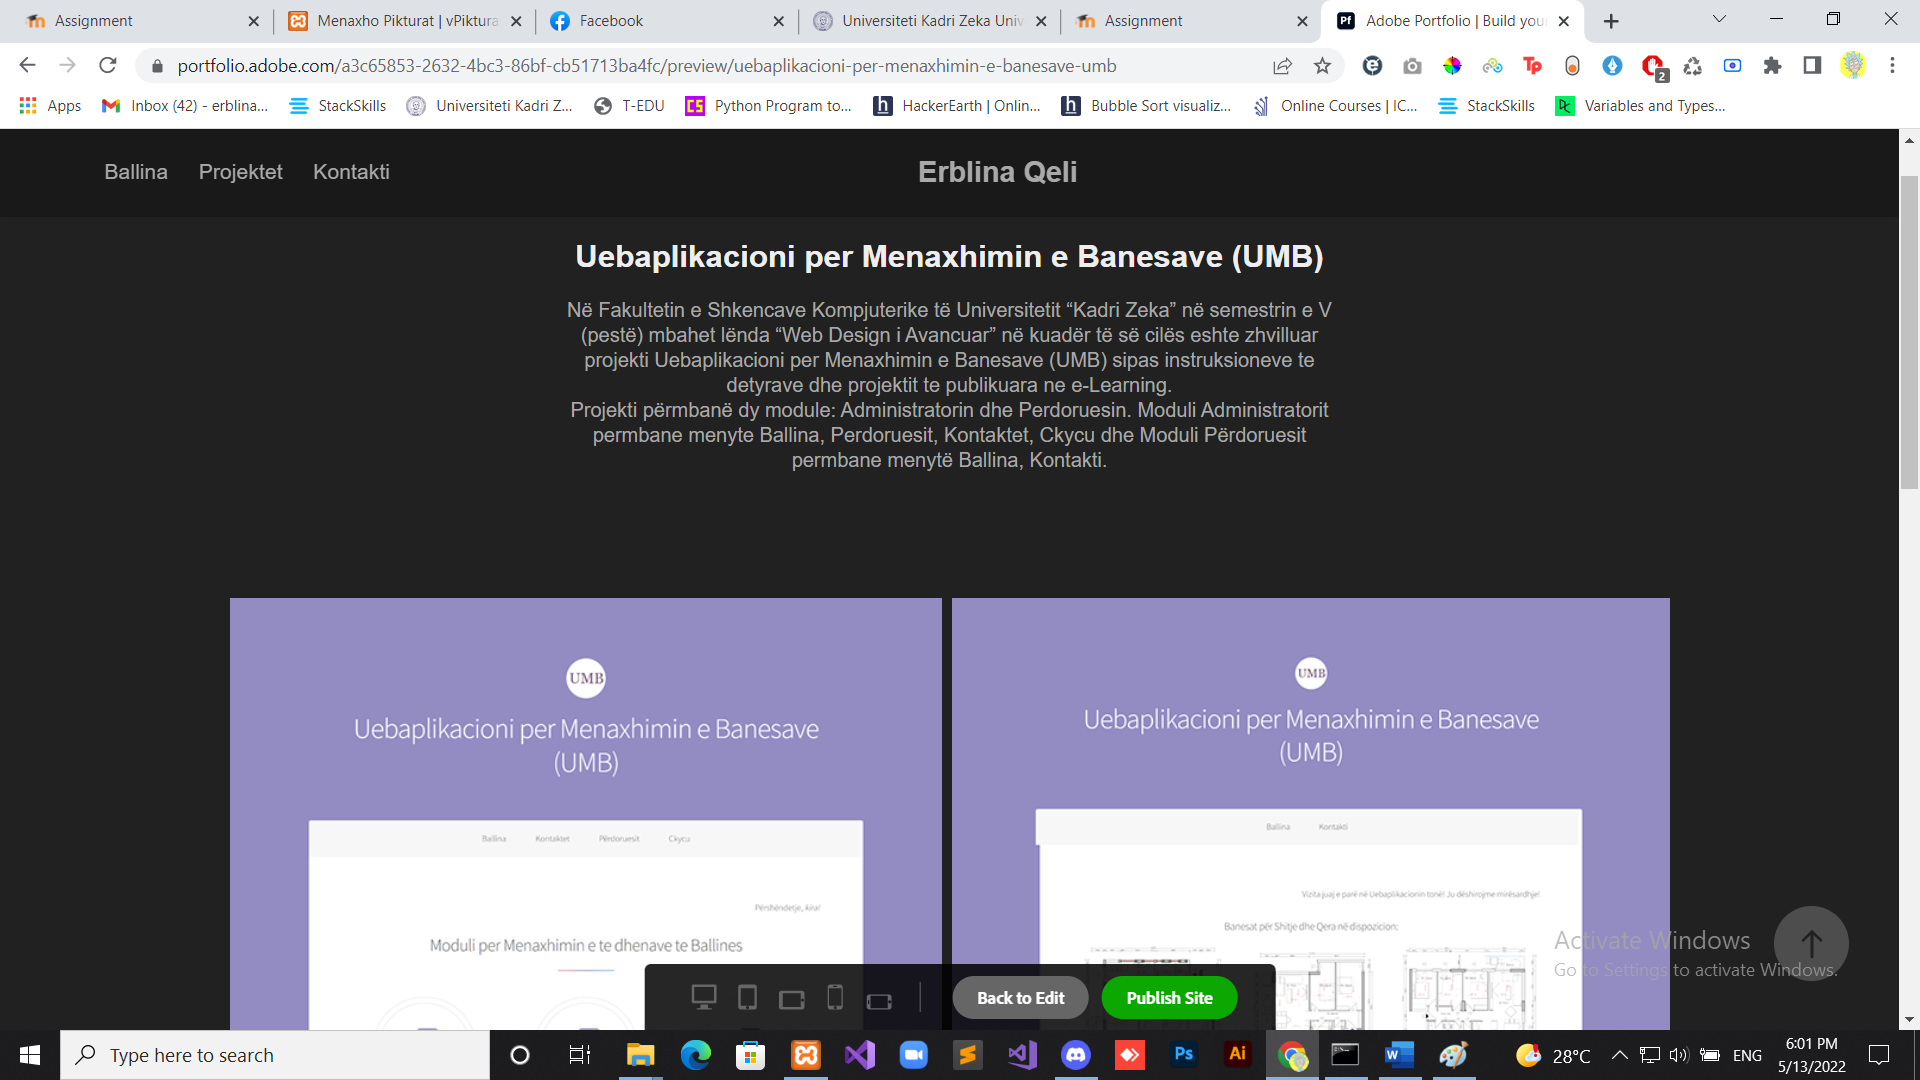 Assignment
Menaxho Pikturat | vPiktura
Facebook
Universiteti Kadri Zeka Univ
Assignment
Adobe Portfolio | Build your
portfolio.adobe.com/a3c65853-2632-4bc3-86bf-cb51713ba4fc/preview/uebaplikacioni-per-menaxhimin-e-banesave-umb
Apps
Inbox (42) - erblina...
StackSkills
Universiteti Kadri Z...
T-EDU
Python Program to...
HackerEarth | Onlin...
Bubble Sort visualiz...
Online Courses | IC...
StackSkills
Variables and Types...
Ballina Projektet Kontakti
Erblina Qeli
Uebaplikacioni per Menaxhimin e Banesave (UMB)
Në Fakultetin e Shkencave Kompjuterike të Universitetit “Kadri Zeka” në semestrin e V
(pestë) mbahet lënda “Web Design i Avancuar” në kuadër të së cilës eshte zhvilluar
projekti Uebaplikacioni per Menaxhimin e Banesave (UMB) sipas instruksioneve te
detyrave dhe projektit te publikuara ne e-Learning.
Projekti përmbanë dy module: Administratorin dhe Perdoruesin. Moduli Administratorit
permbane menyte Ballina, Perdoruesit, Kontaktet, Ckycu dhe Moduli Përdoruesit
permbane menytë Ballina, Kontakti.
UMB
Uebaplikacioni per Menaxhimin e Banesave
(UMB)
Ballina Kontaktet Përdoruesit Ckycu
Përshëndetje, kira!
Moduli per Menaxhimin e te dhenave te Ballines
UMB
Uebaplikacioni per Menaxhimin e Banesave
(UMB)
Ballina Kontakti
Vizita juaj e parë në Uebaplikacionin tonë! Ju dëshirojme mirësardhje!
Banesat për Shitje dhe Qera në dispozicion:
Activate Windows
Go to Settings to activate Windows.
Back to Edit
Publish Site
Type here to search
28°C
ENG
6:01 PM
5/13/2022